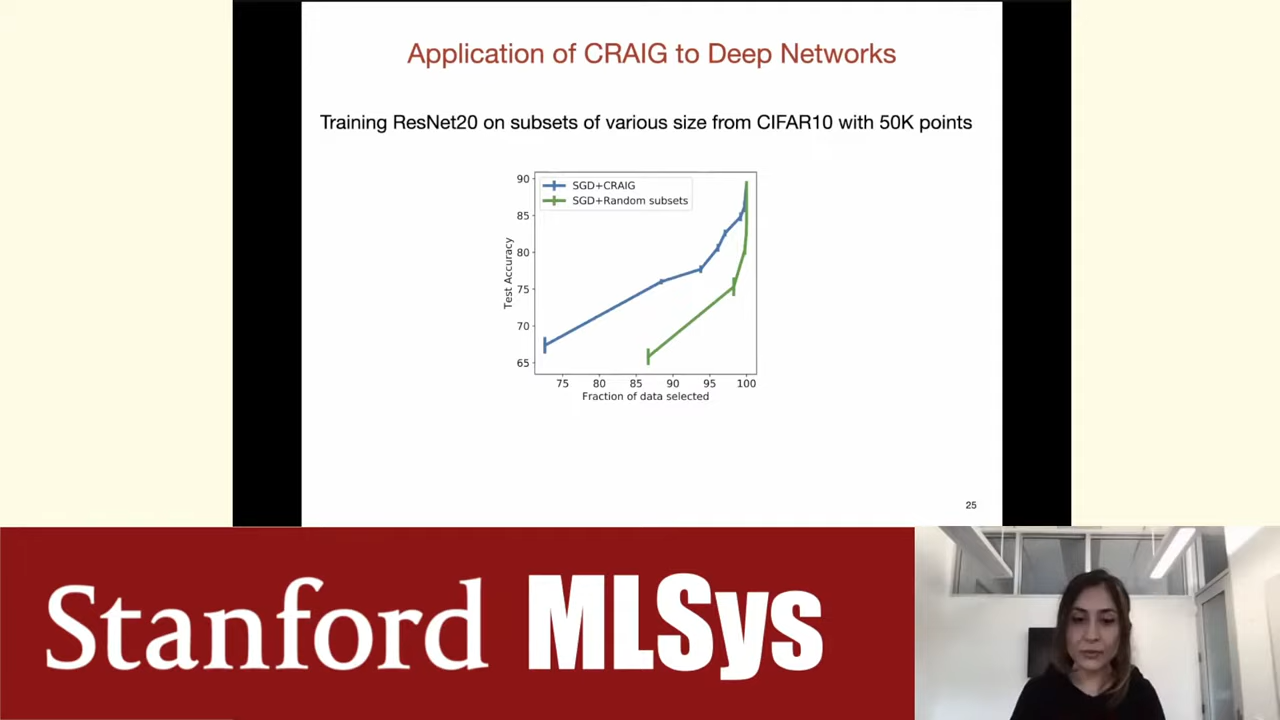 Application of CRAIG to Deep Networks
Training ResNet20 on subsets of various size from CIFAR10 with 50K points
SGD+CRAIG
SGD+Random subsets
90
85
80
75
70
65
Test Accuracy
75 80 85 90 95 100
Fraction of data selected
25
Stanford MLSys